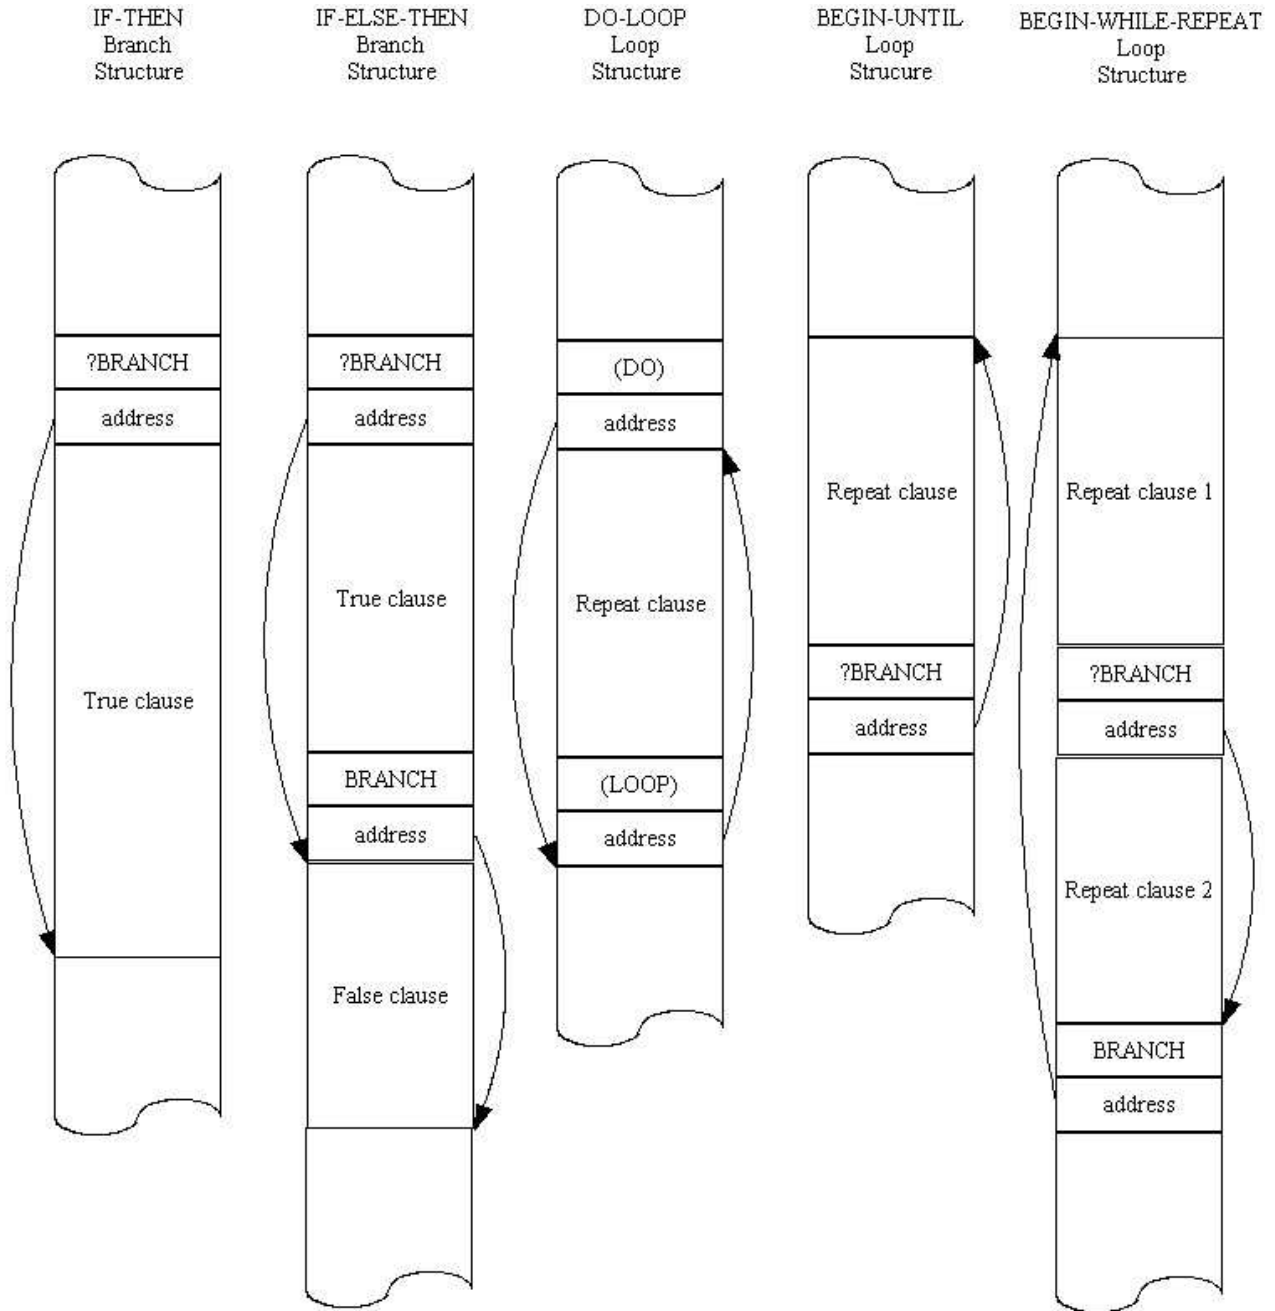 IF-THEN
Branch
Structure
IF-ELSE-THEN
Branch
Structure
DO-LOOP
Loop
Structure
BEGIN-UNTIL
Loop
Strucure
BEGIN-WHILE-REPEAT
Loop
Structure
?BRANCH
address
True clause
?BRANCH
address
True clause
BRANCH
address
False clause
(DO)
address
Repeat clause
(LOOP)
address
Repeat clause
?BRANCH
address
Repeat clause 1
?BRANCH
address
Repeat clause 2
BRANCH
address